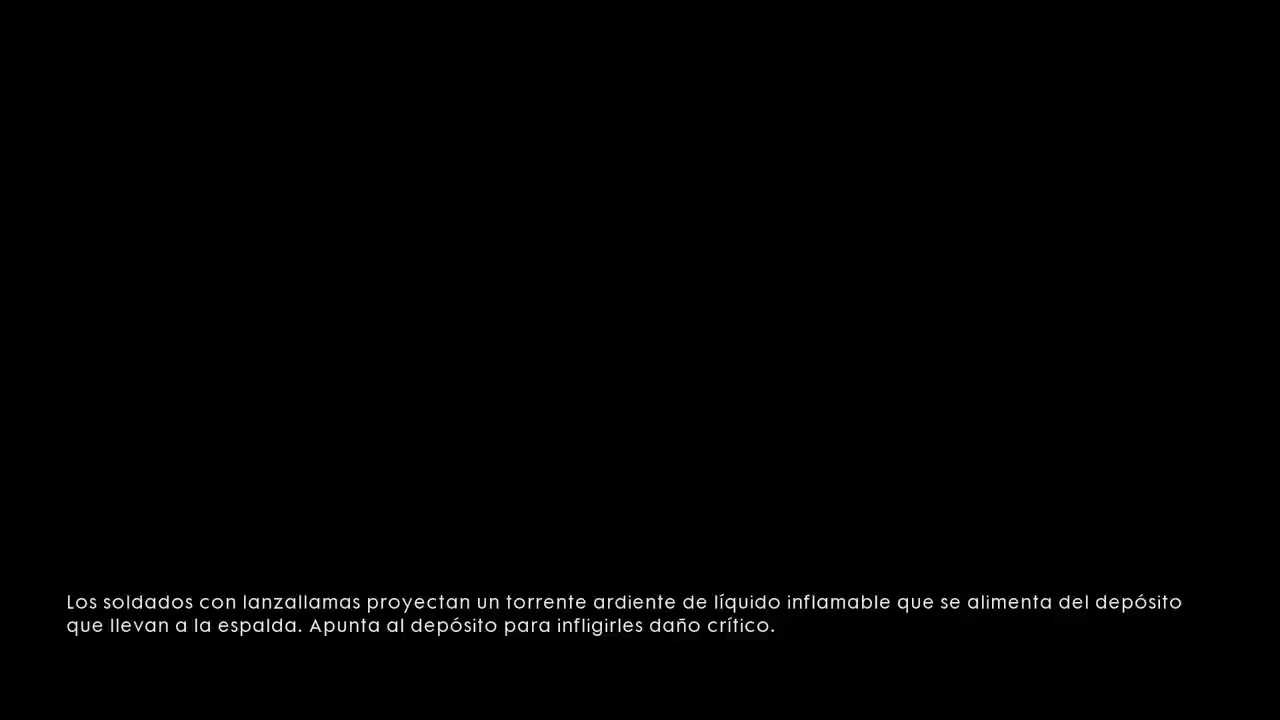 Los soldados con lanzallamas proyectan un torrente ardiente de líquido inflamable que se alimenta del depósito
que llevan a la espalda. Apunta al depósito para infligirles daño crítico.